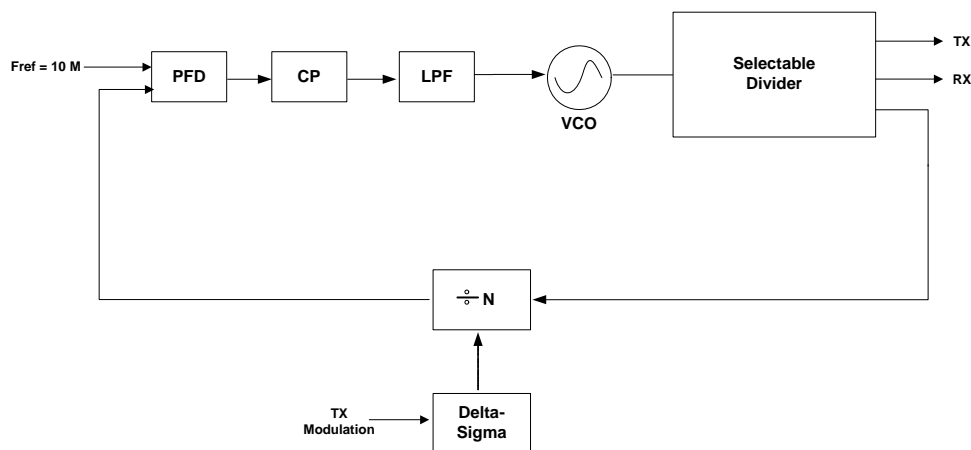 Fref = 10 M
PFD
CP
LPF
VCO
Selectable
Divider
TX
RX
÷ N
TX
Modulation
Delta-
Sigma